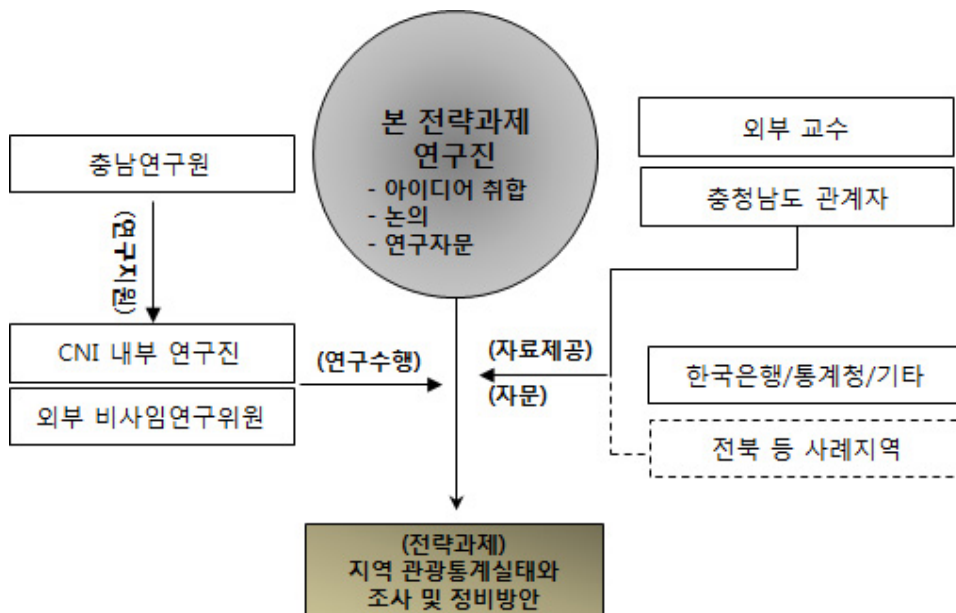 본 전략과제
연구진
- 아이디어 취합
- 논의
- 연구자문
충남연구원
(연구지원)
CNI 내부 연구진
외부 비사임연구위원
(연구수행)
외부 교수
충청남도 관계자
(자료제공)
(자문)
한국은행/통계청/기타
전북 등 사례지역
(전략과제)
지역 관광통계실태와
조사 및 정비방안